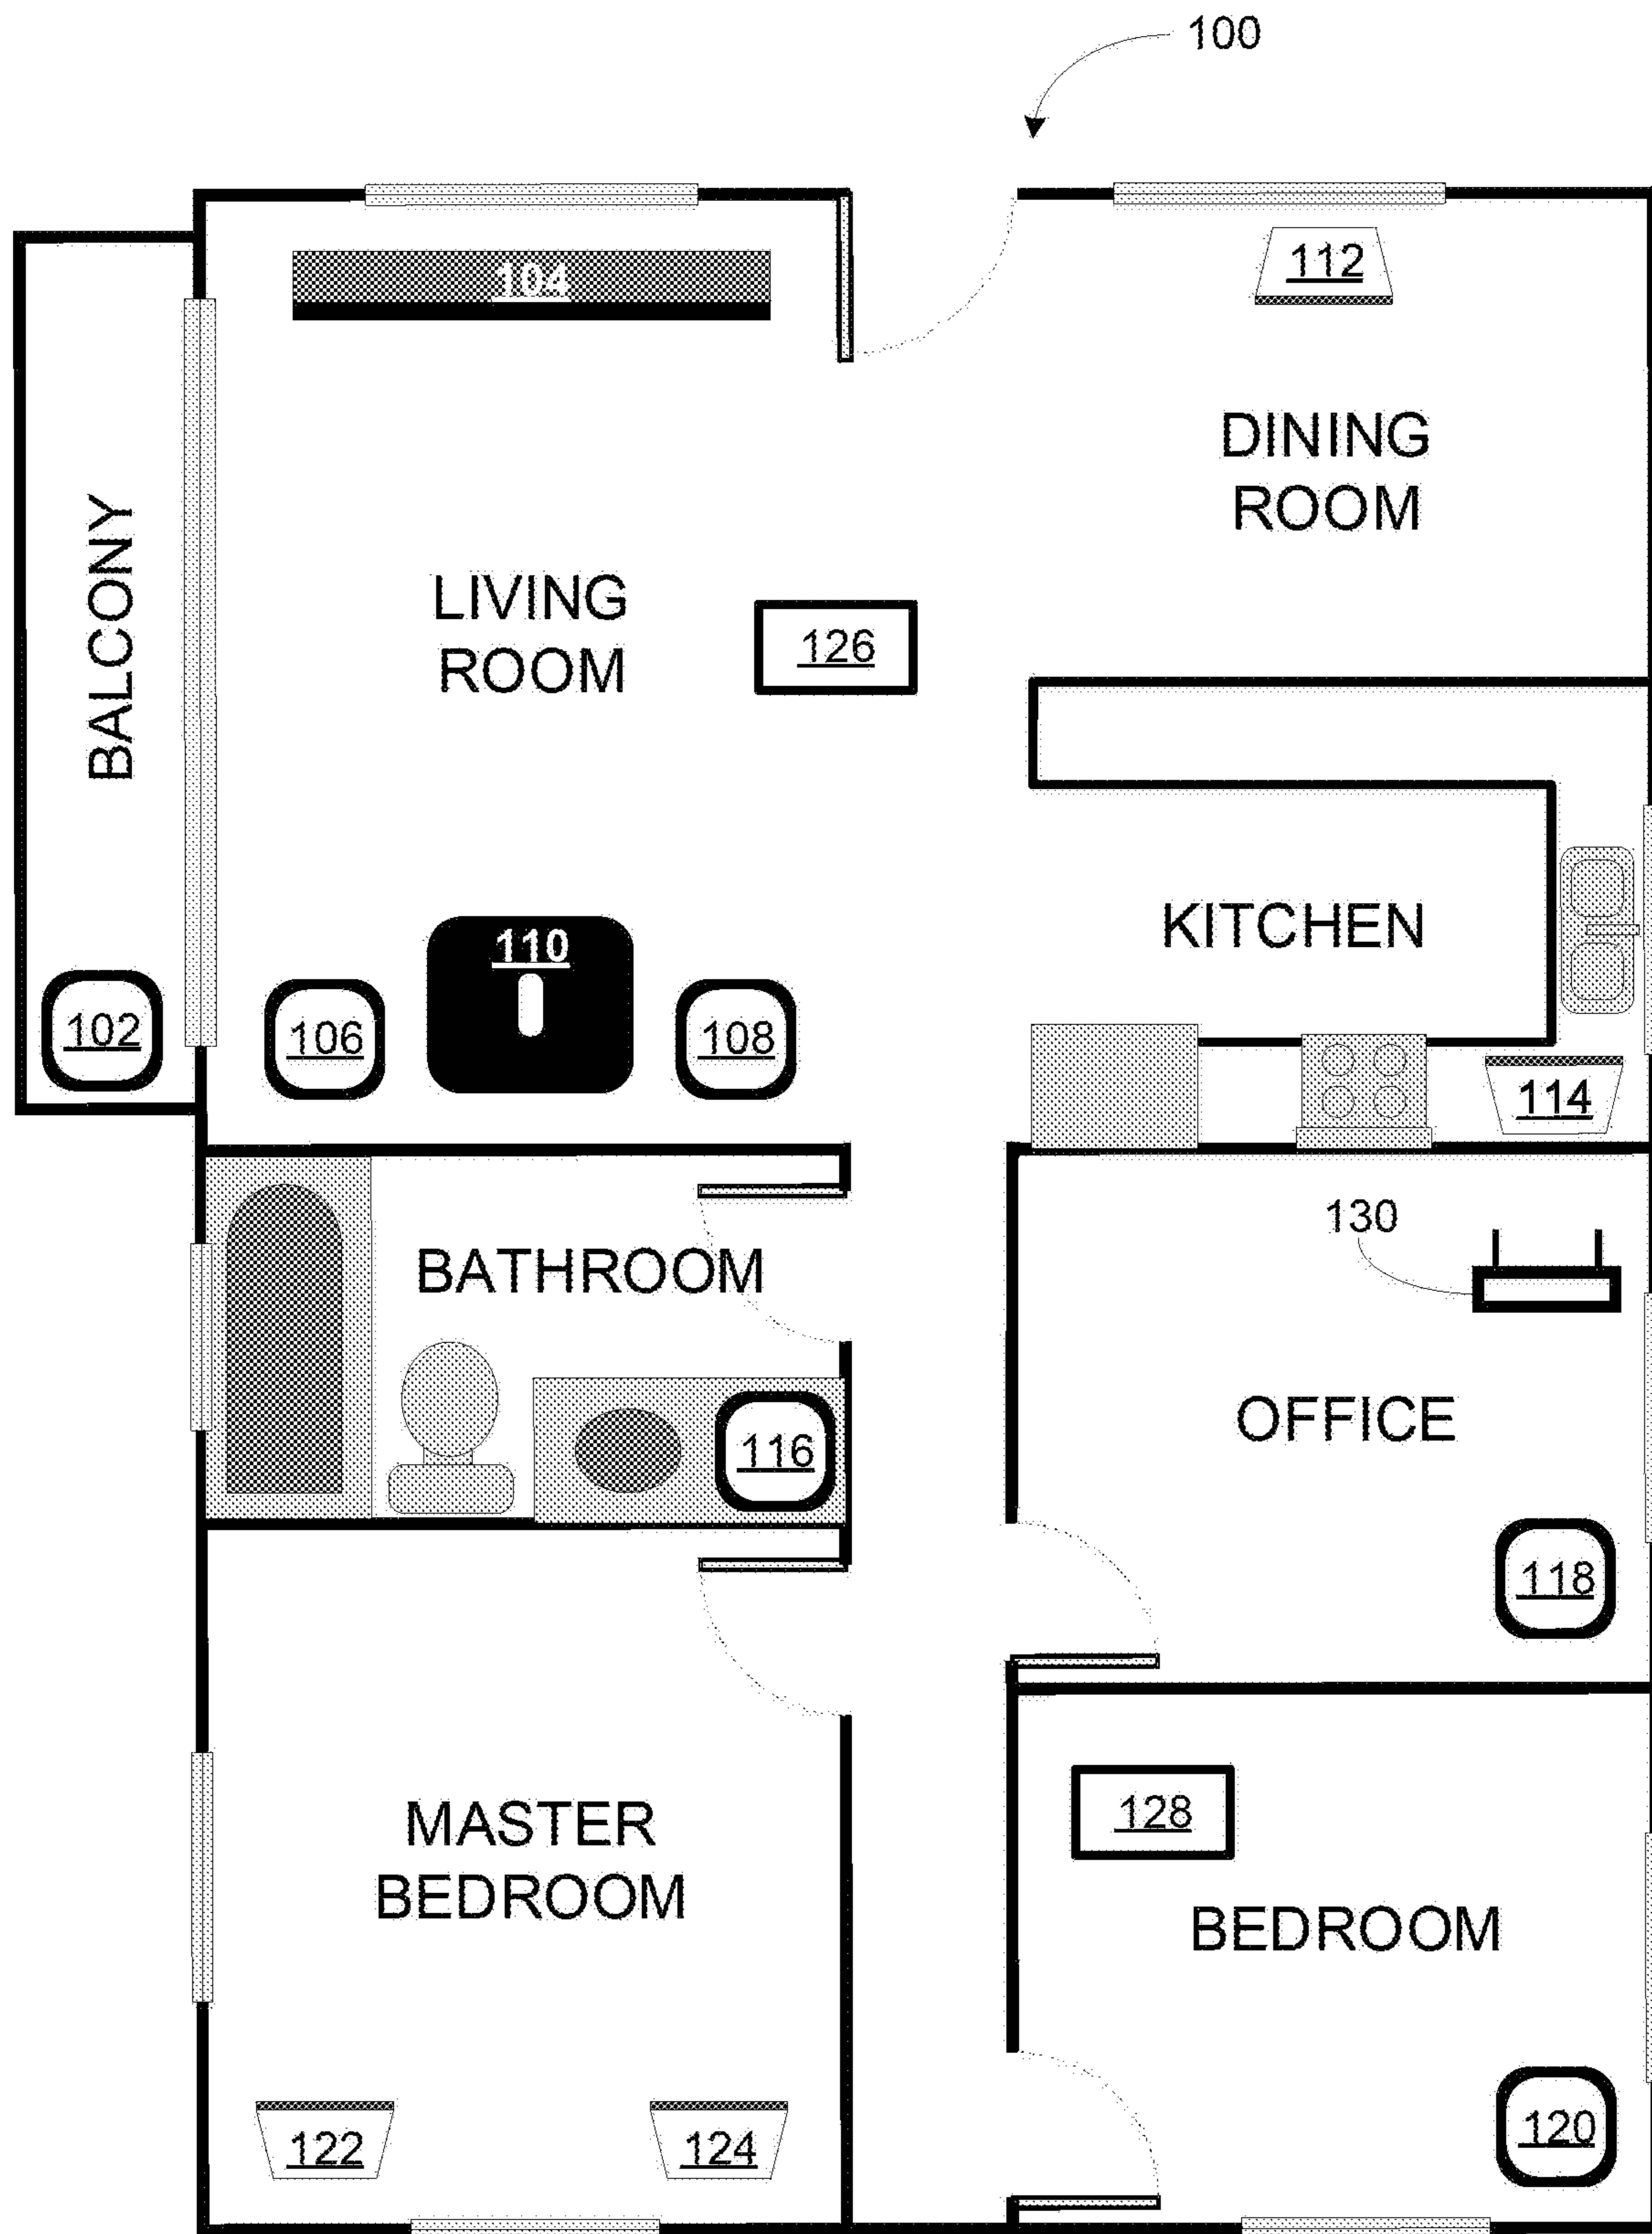 100
104
112
DINING
ROOM
BALCONY
LIVING
ROOM
126
KITCHEN
110
102
106
108
114
130
BATHROOM
OFFICE
116
118
128
MASTER
BEDROOM
BEDROOM
122
124
120